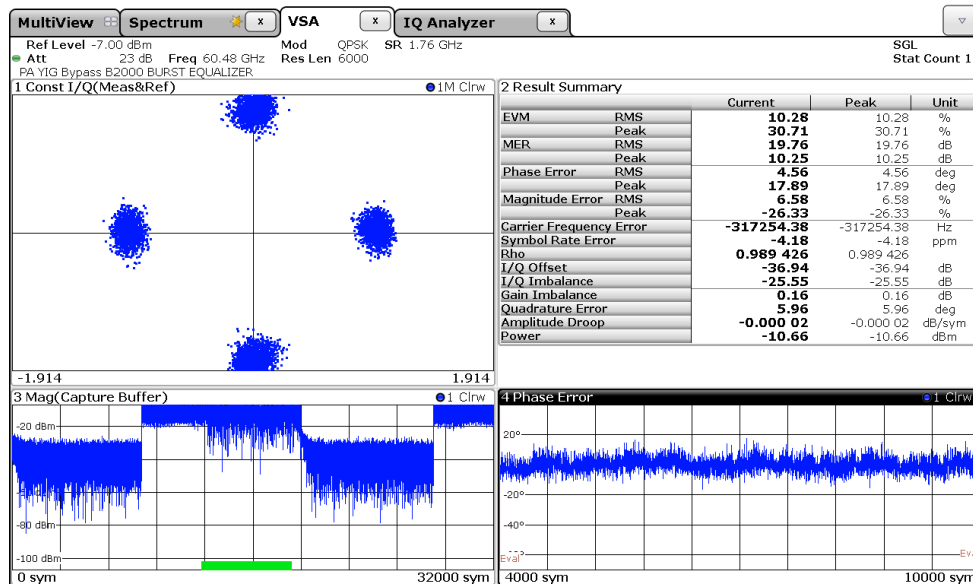 MultiView Spectrum x VSA x IQ Analyzer x
Ref Level -7.00 dBm Mod QPSK SR 1.76 GHz SGL
Att 23 dB Freq 60.48 GHz Res Len 6000 Stat Count 1
PA YIG Bypass B2000 BURST EQUALIZER
1 Const I/Q(Meas&Ref) 1M Clrw
-1.914 1.914
2 Result Summary
Current Peak Unit
EVM RMS 10.28 10.28 %
Peak 30.71 30.71 %
MER RMS 19.76 19.76 dB
Peak 10.25 10.25 dB
Phase Error RMS 4.56 4.56 deg
Peak 17.89 17.89 deg
Magnitude Error RMS 6.58 6.58 %
Peak -26.33 -26.33 %
Carrier Frequency Error -317254.38 -317254.38 Hz
Symbol Rate Error -4.18 -4.18 ppm
Rho 0.989 426 0.989 426
I/Q Offset -36.94 -36.94 dB
I/Q Imbalance -25.55 -25.55 dB
Gain Imbalance 0.16 0.16 dB
Quadrature Error 5.96 5.96 deg
Amplitude Droop -0.000 02 -0.000 02 dB/sym
Power -10.66 -10.66 dBm
3 Mag(Capture Buffer) 1 Clrw
-20 dBm
-80 dBm
-100 dBm
0 sym 32000 sym
4 Phase Error 1 Clrw
20°
-20°
-40°
Eval Ev
4000 sym 10000 sym